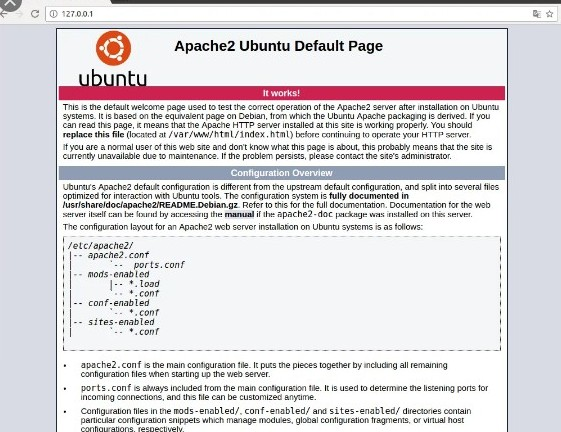 127.0.0.1
ubuntu
Apache2 Ubuntu Default Page
It works!
This is the default welcome page used to test the correct operation of the Apache2 server after installation on Ubuntu
systems. It is based on the equivalent page on Debian, from which the Ubuntu Apache packaging is derived. If you
can read this page, it means that the Apache HTTP server installed at this site is working properly. You should
replace this file (located at /var/www/html/index.html) before continuing to operate your HTTP server.
If you are a normal user of this web site and don't know what this page is about, this probably means that the site is
currently unavailable due to maintenance. If the problem persists, please contact the site's administrator.
Configuration Overview
Ubuntu's Apache2 default configuration is different from the upstream default configuration, and split into several files
optimized for interaction with Ubuntu tools. The configuration system is fully documented in
/usr/share/doc/apache2/README.Debian.gz. Refer to this for the full documentation. Documentation for the web
server itself can be found by accessing the manual if the apache2-doc package was installed on this server.
The configuration layout for an Apache2 web server installation on Ubuntu systems is as follows:
/etc/apache2/
|-- apache2.conf
|       `--  ports.conf
|-- mods-enabled
|       |-- *.load
|       `-- *.conf
|-- conf-enabled
|       `-- *.conf
|-- sites-enabled
|       `-- *.conf
• apache2.conf is the main configuration file. It puts the pieces together by including all remaining
configuration files when starting up the web server.
• ports.conf is always included from the main configuration file. It is used to determine the listening ports for
incoming connections, and this file can be customized anytime.
• Configuration files in the mods-enabled/, conf-enabled/ and sites-enabled/ directories contain
particular configuration snippets which manage modules, global configuration fragments, or virtual host
configurations, respectively.